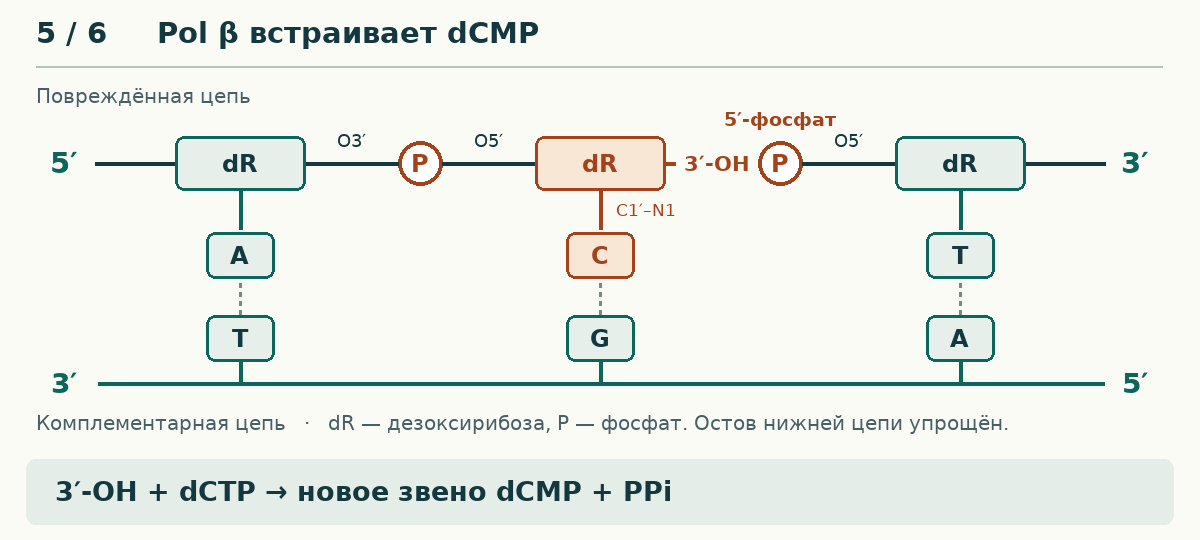 5 / 6 Pol β встраивает dCMP
Повреждённая цепь
5′-фосфат
O3′ O5′ O5′
5′ dR P dR 3′-OH P dR 3′
C1′–N1
A C T
T G A
3′ 5′
Комплементарная цепь · dR — дезоксирибоза, P — фосфат. Остов нижней цепи упрощён.
3′-OH + dCTP → новое звено dCMP + PPi